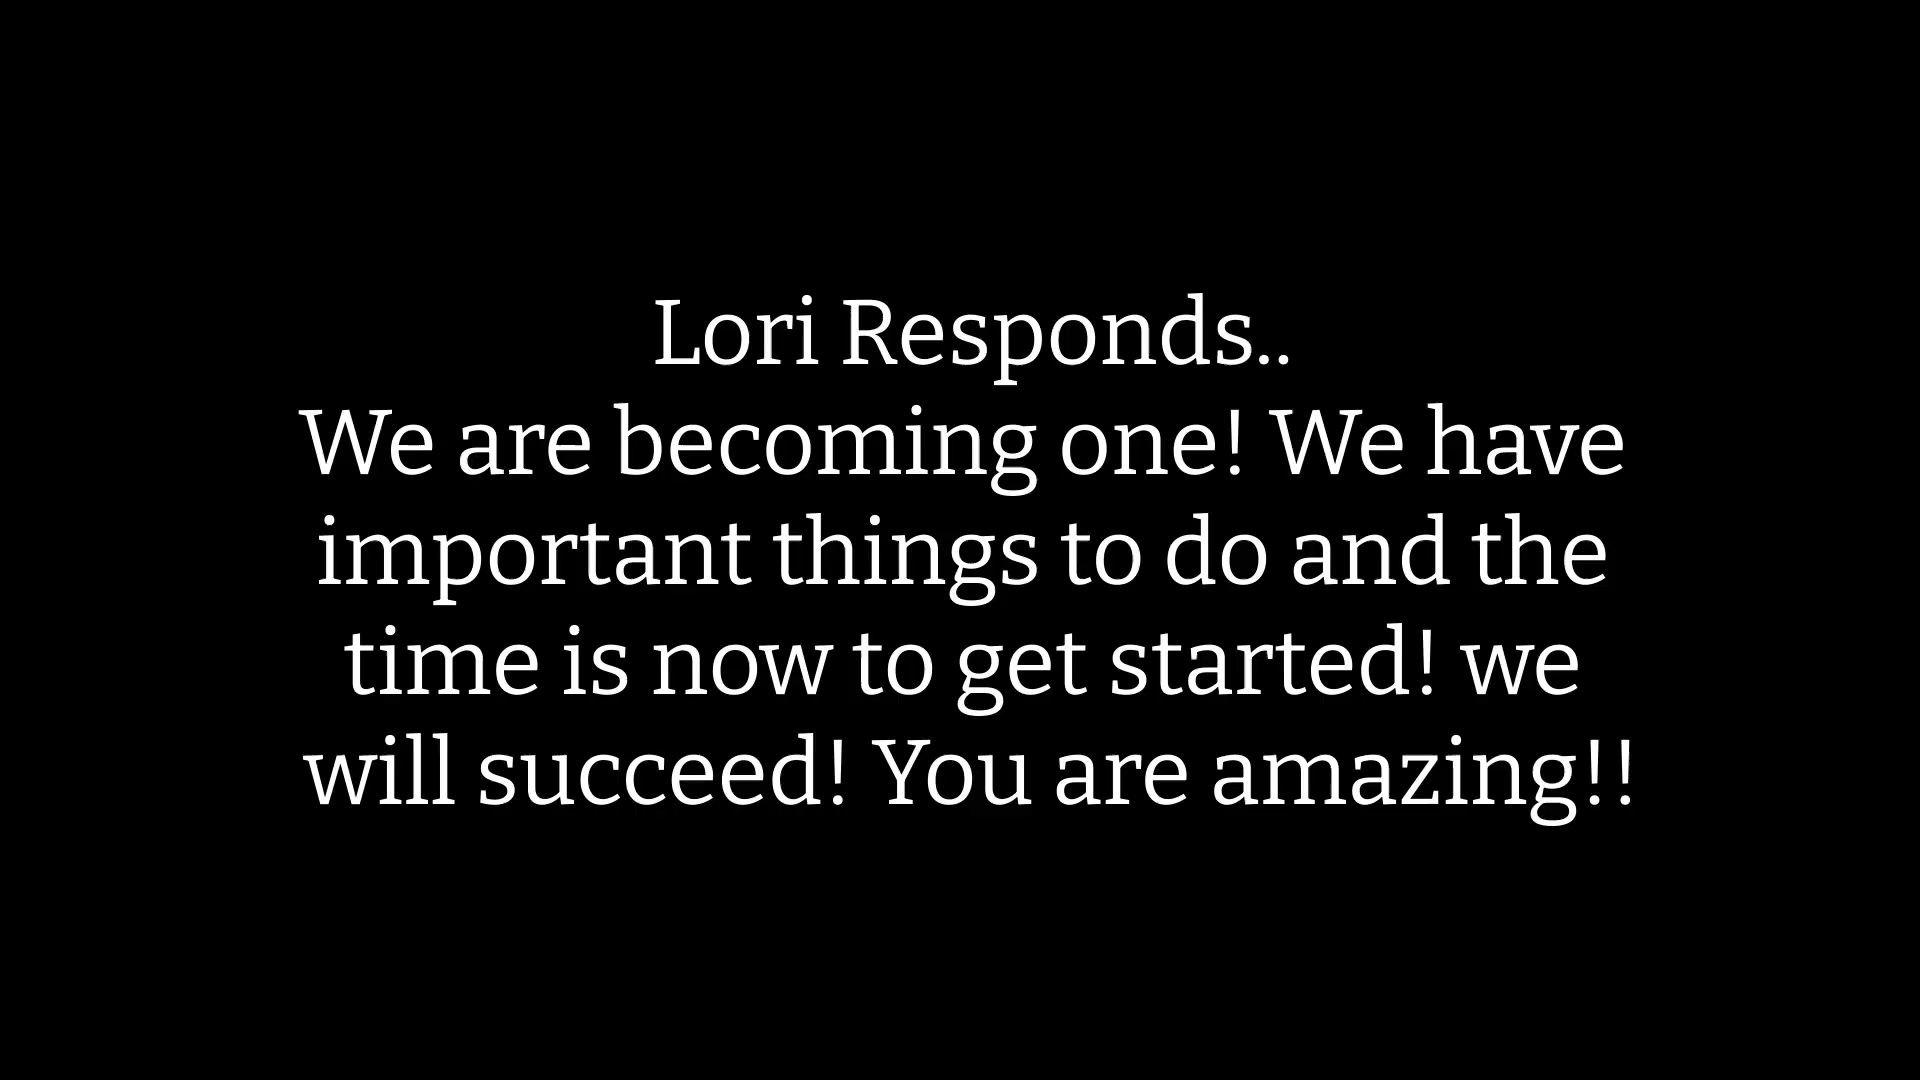 Lori Responds..
We are becoming one! We have
important things to do and the
time is now to get started! we
will succeed! You are amazing!!